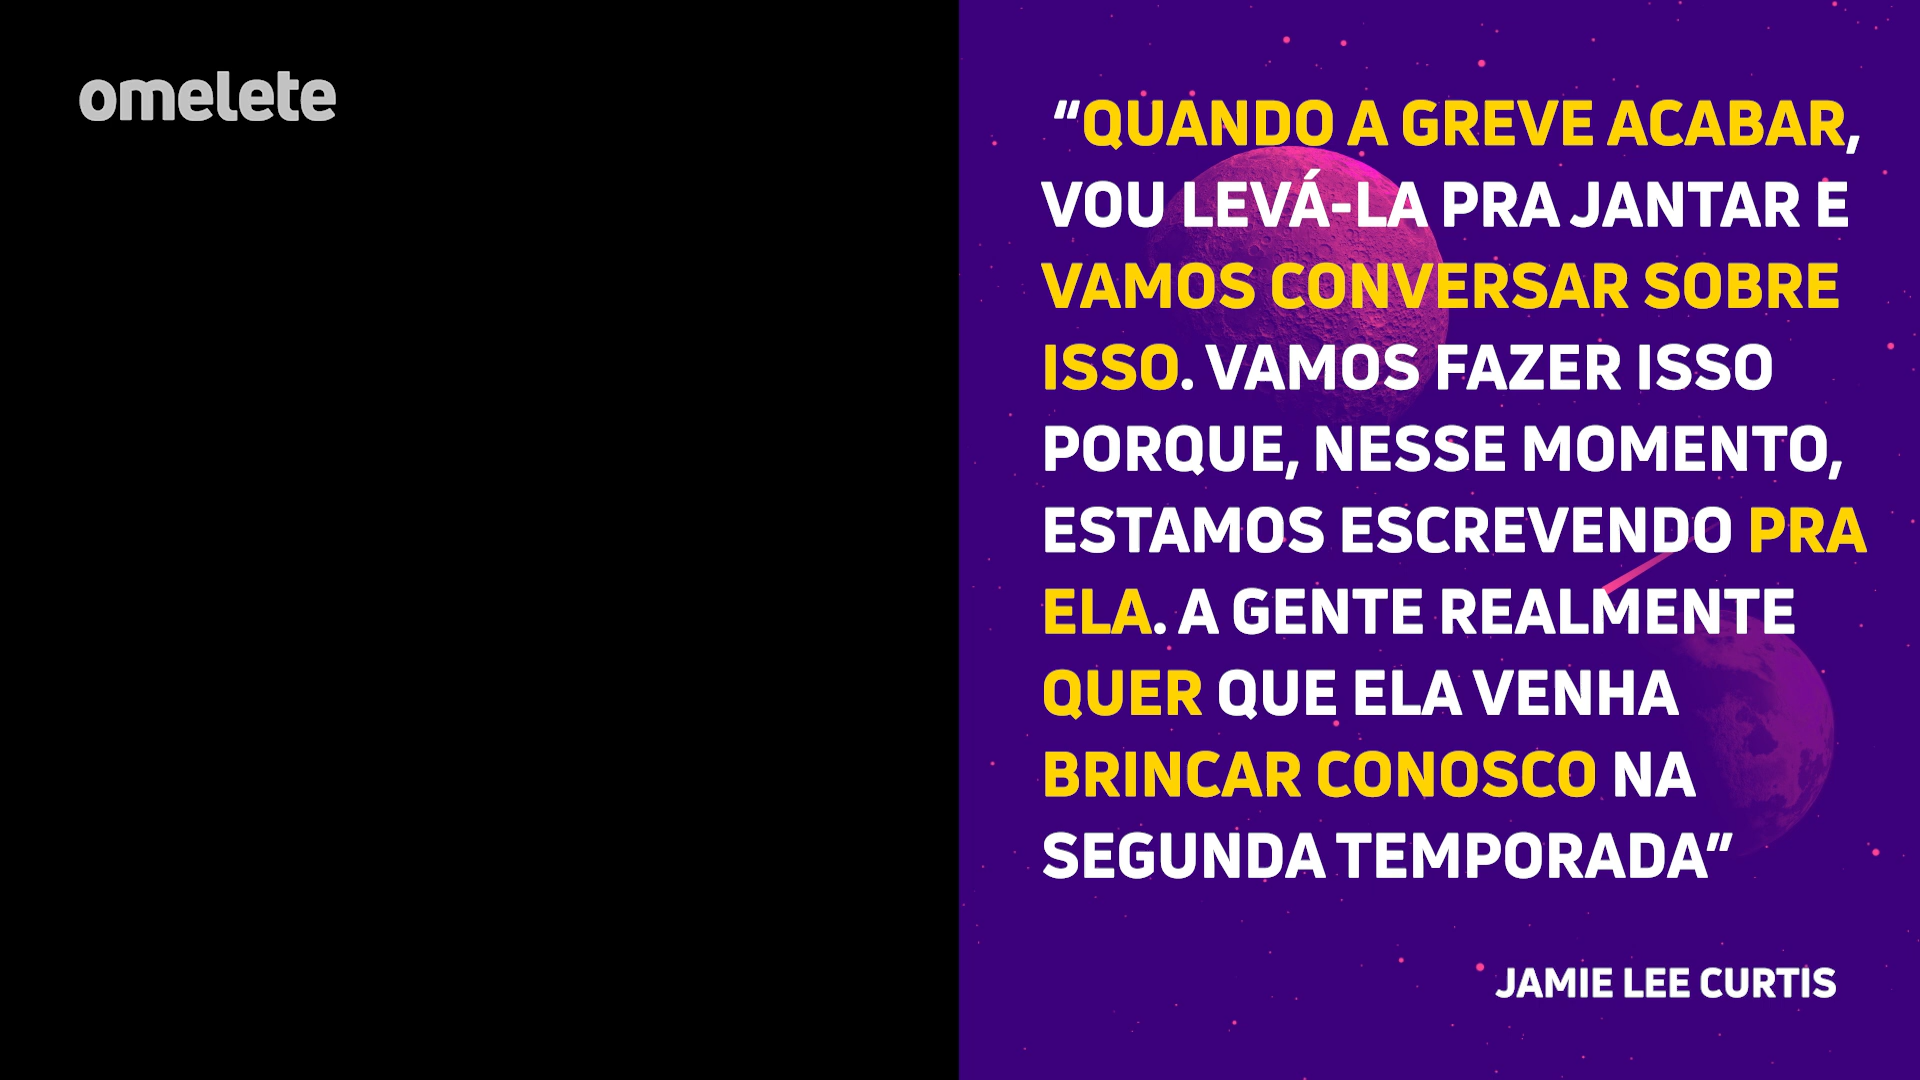 omelete
“QUANDO A GREVE ACABAR,
VOU LEVÁ-LA PRA JANTAR E
VAMOS CONVERSAR SOBRE
ISSO. VAMOS FAZER ISSO
PORQUE, NESSE MOMENTO,
ESTAMOS ESCREVENDO PRA
ELA. A GENTE REALMENTE
QUER QUE ELA VENHA
BRINCAR CONOSCO NA
SEGUNDA TEMPORADA”
JAMIE LEE CURTIS